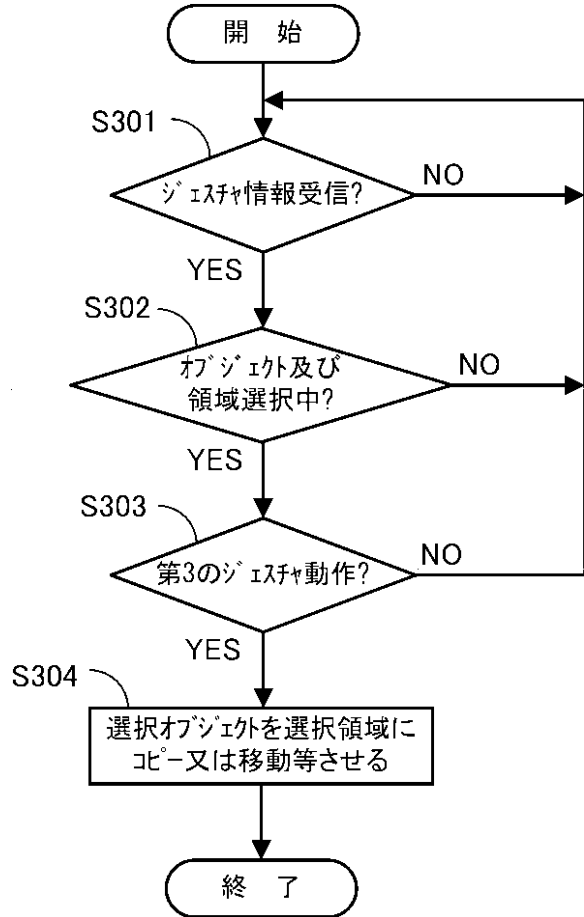 開 始
S301
ジェスチャ情報受信?
NO
YES
S302
オブジェクト及び
領域選択中?
NO
YES
S303
第3のジェスチャ動作?
NO
YES
S304
選択オブジェクトを選択領域に
コピー又は移動等させる
終 了